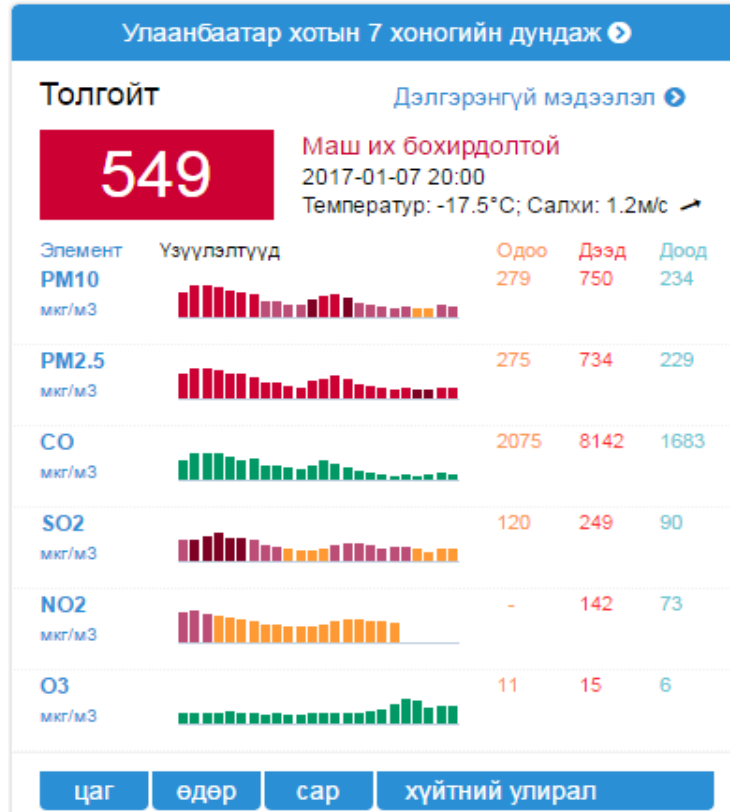 Улаанбаатар хотын 7 хоногийн дундаж
Толгойт Дэлгэрэнгүй мэдээлэл
549
Маш их бохирдолтой
2017-01-07 20:00
Температур: -17.5°C; Салхи: 1.2м/с
Элемент Үзүүлэлтүүд Одоо Дээд Доод
PM10 279 750 234
мкг/м3
PM2.5 275 734 229
мкг/м3
CO 2075 8142 1683
мкг/м3
SO2 120 249 90
мкг/м3
NO2 - 142 73
мкг/м3
O3 11 15 6
мкг/м3
цаг өдөр сар хүйтний улирал